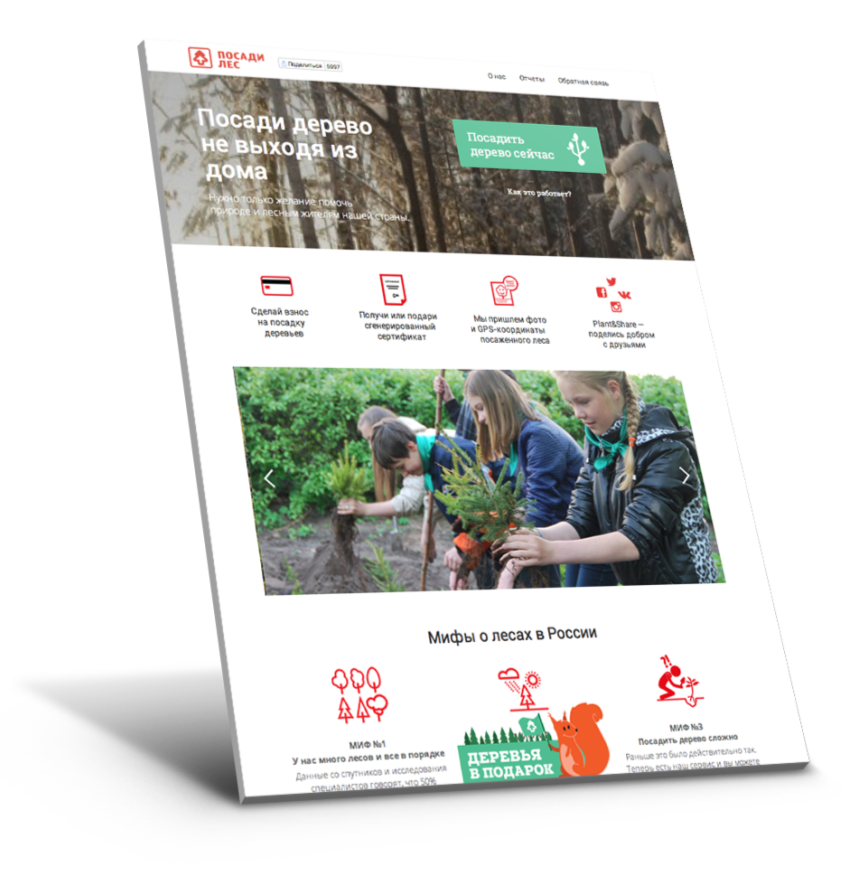 ПОСАДИ
ЛЕС
Поделиться 5997
О нас Отчеты Обратная связь
Посади дерево
не выходя из
дома
Нужно только желание помочь
природе и лесным жителям нашей страны.
Посадить
дерево сейчас
Как это работает?
Сделай взнос
на посадку
деревьев
Получи или подари
сгенерированный
сертификат
Мы пришлем фото
и GPS-координаты
посаженного леса
Plant&Share —
поделись добром
с друзьями
Мифы о лесах в России
МИФ №1
У нас много лесов и все в порядке
Данные со спутников и исследования
специалистов говорят, что 50%
ДЕРЕВЬЯ
В ПОДАРОК
?!
МИФ №3
Посадить дерево сложно
Раньше это было действительно так.
Теперь есть наш сервис и вы можете